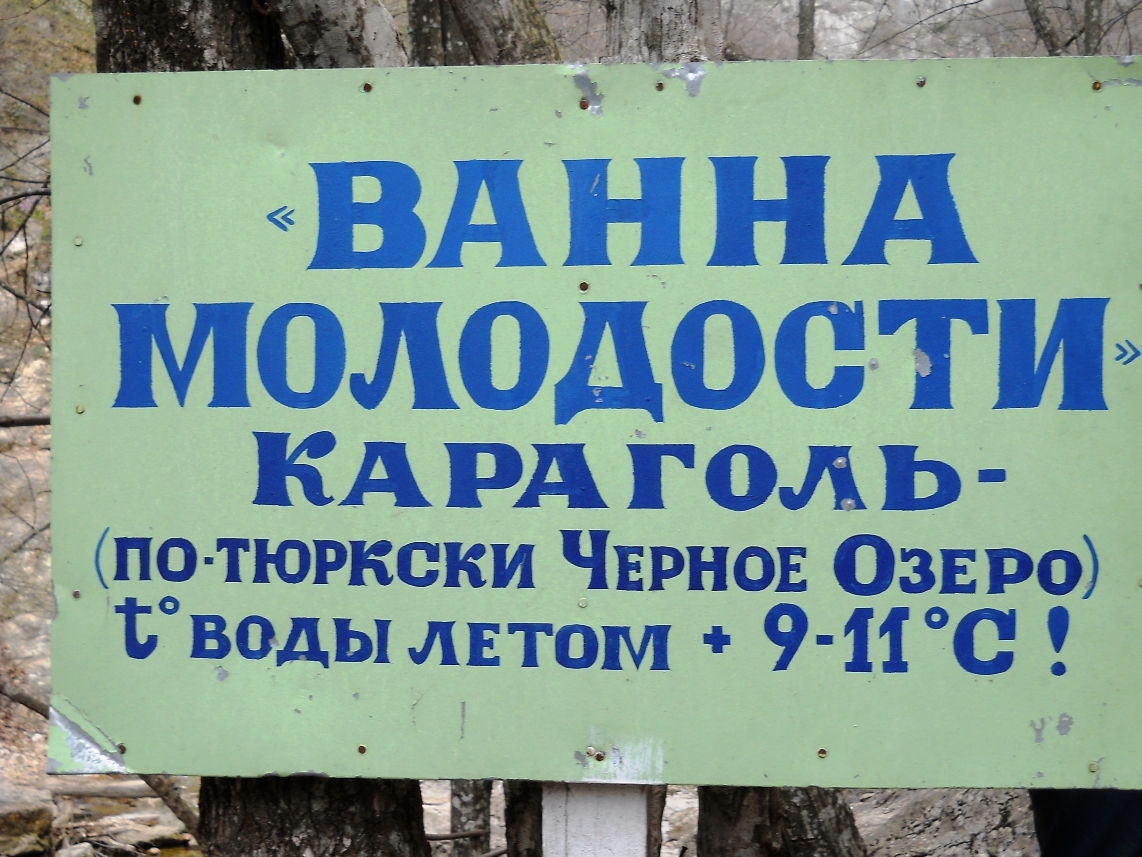 «ВАННА
МОЛОДОСТИ»
КАРАГОЛЬ-
(ПО-ТЮРКСКИ ЧЕРНОЕ ОЗЕРО)
t° ВОДЫ ЛЕТОМ + 9-11°С!